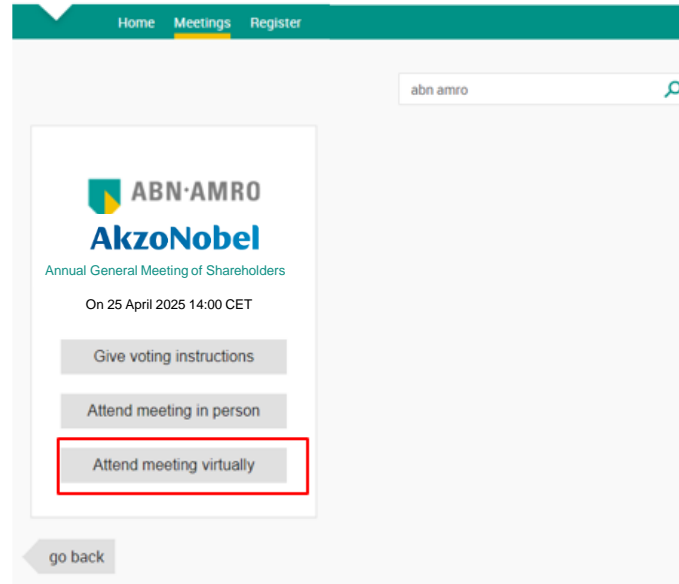 Home Meetings Register
abn amro
ABN·AMRO
AkzoNobel
Annual General Meeting of Shareholders
On 25 April 2025 14:00 CET
Give voting instructions
Attend meeting in person
Attend meeting virtually
go back